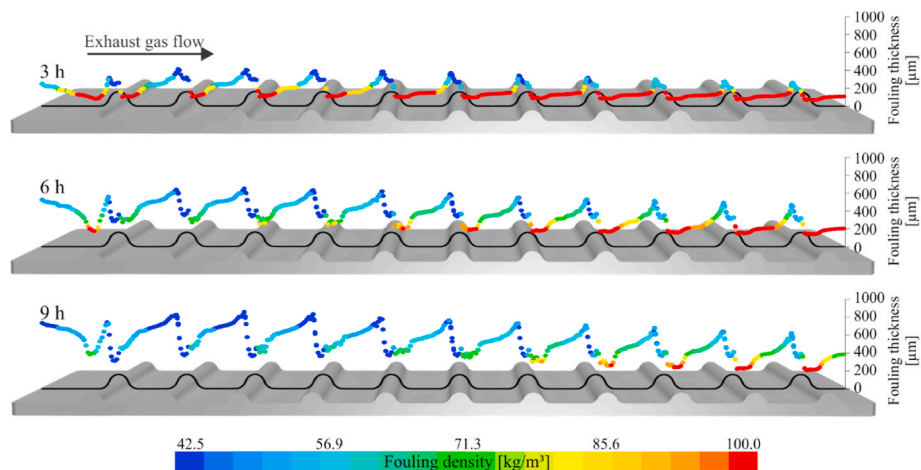 Exhaust gas flow
3 h
1000
800
600
400
200
0
Fouling thickness
[µm]
6 h
1000
800
600
400
200
0
Fouling thickness
[µm]
9 h
1000
800
600
400
200
0
Fouling thickness
[µm]
42.5 56.9 71.3 85.6 100.0
Fouling density [kg/m³]